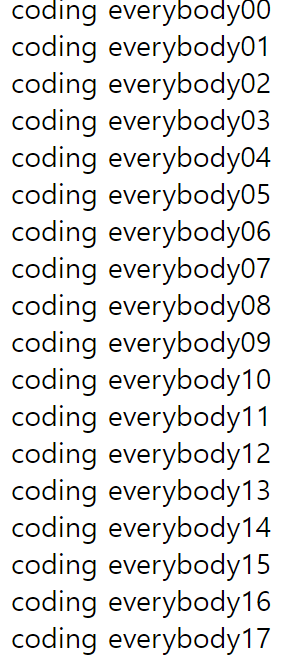 coding everybody00
coding everybody01
coding everybody02
coding everybody03
coding everybody04
coding everybody05
coding everybody06
coding everybody07
coding everybody08
coding everybody09
coding everybody10
coding everybody11
coding everybody12
coding everybody13
coding everybody14
coding everybody15
coding everybody16
coding everybody17